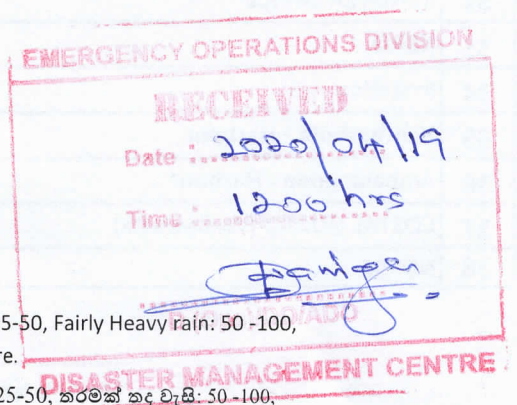 EMERGENCY OPERATIONS DIVISION
RECEIVED
Date : 2020/04/19
Time : 1200 hrs
5-50, Fairly Heavy rain: 50 -100,
re.
DISASTER MANAGEMENT CENTRE
25-50, තරමක් තද වැසි: 50 -100,